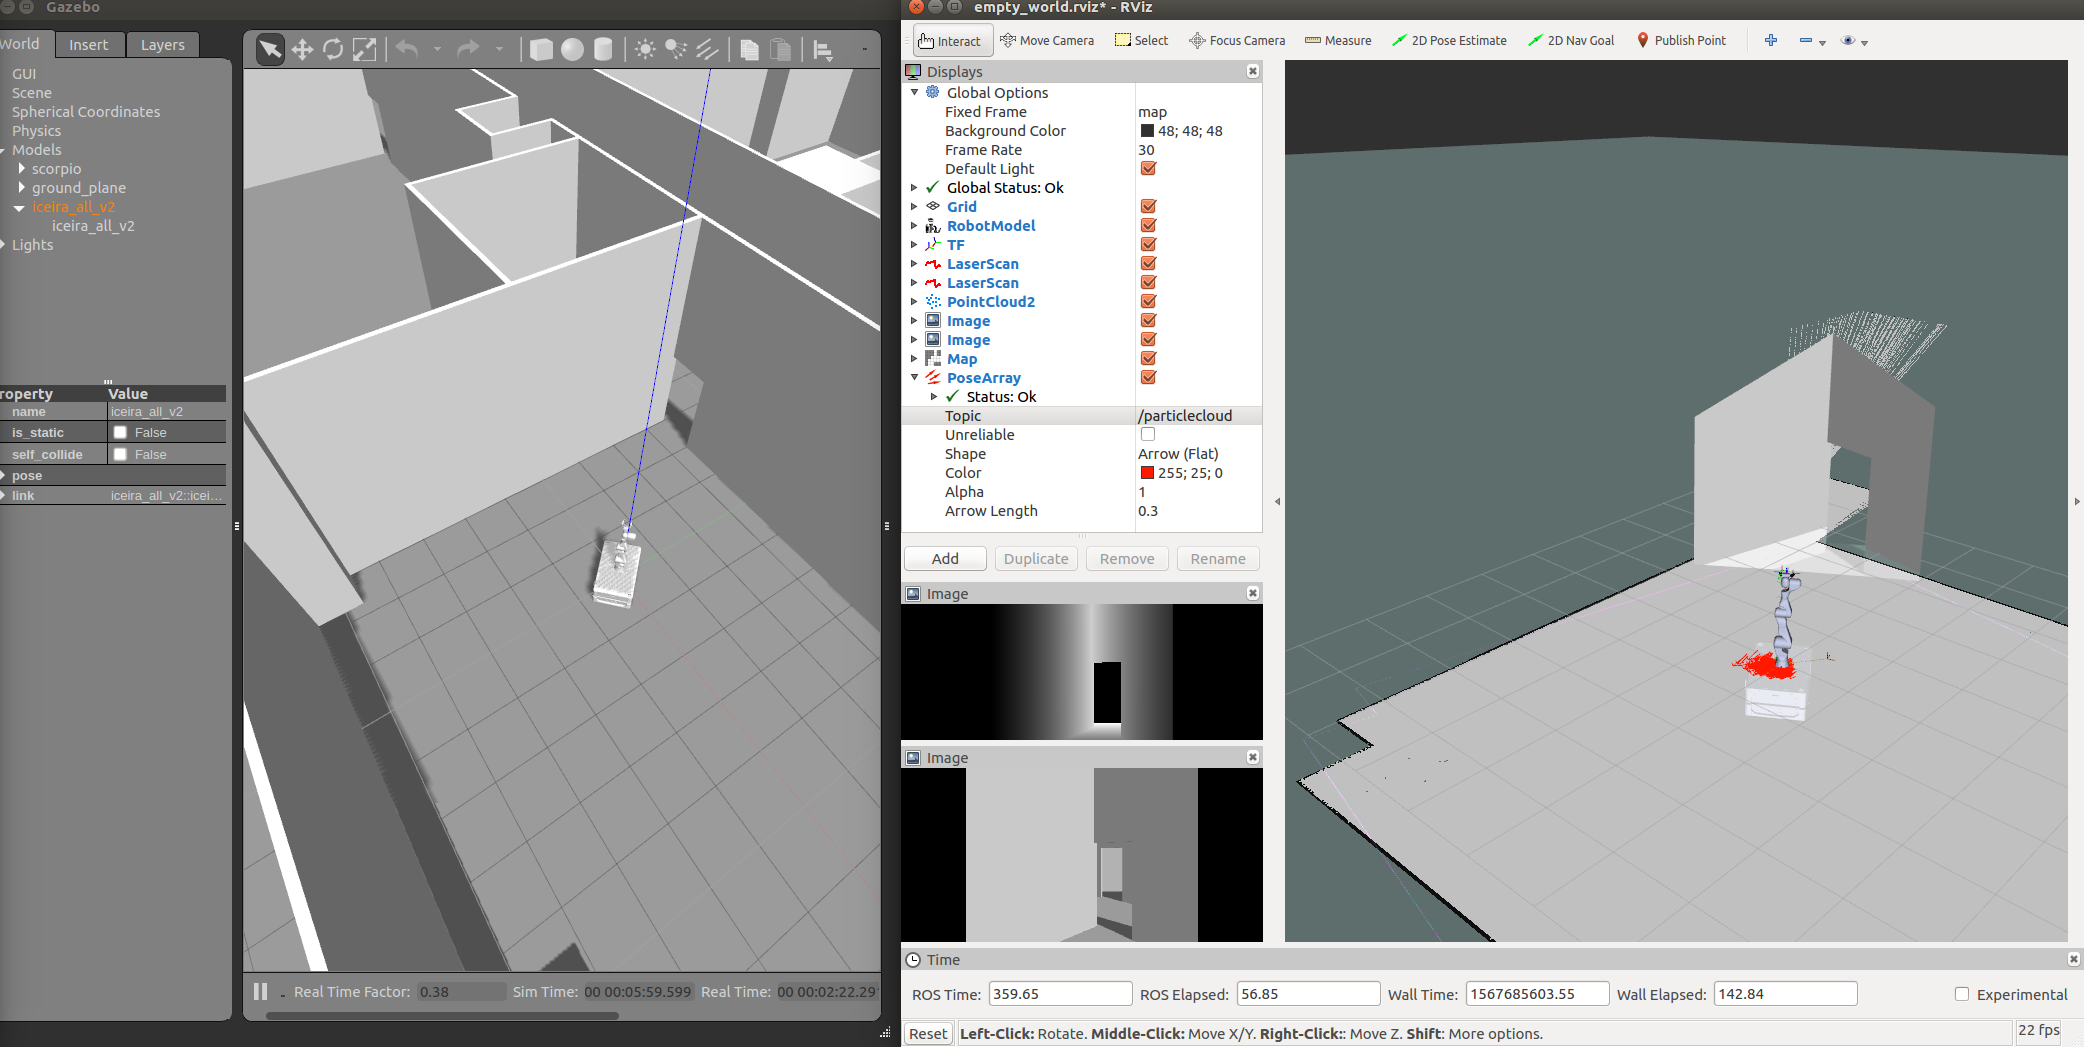 Gazebo
World Insert Layers
GUI
Scene
Spherical Coordinates
Physics
Models
scorpio
ground_plane
iceira_all_v2
iceira_all_v2
Lights
roperty Value
name iceira_all_v2
is_static False
self_collide False
pose
link iceira_all_v2::icei...
Real Time Factor: 0.38 Sim Time: 00 00:05:59.599 Real Time: 00 00:02:22.29
empty_world.rviz* - RViz
Interact Move Camera Select Focus Camera Measure 2D Pose Estimate 2D Nav Goal Publish Point
Displays
Global Options
Fixed Frame map
Background Color 48; 48; 48
Frame Rate 30
Default Light
Global Status: Ok
Grid
RobotModel
TF
LaserScan
LaserScan
PointCloud2
Image
Image
Map
PoseArray
Status: Ok
Topic /particlecloud
Unreliable
Shape Arrow (Flat)
Color 255; 25; 0
Alpha 1
Arrow Length 0.3
Add Duplicate Remove Rename
Image
Image
Time
ROS Time: 359.65 ROS Elapsed: 56.85 Wall Time: 1567685603.55 Wall Elapsed: 142.84 Experimental
Reset Left-Click: Rotate. Middle-Click: Move X/Y. Right-Click:: Move Z. Shift: More options. 22 fps